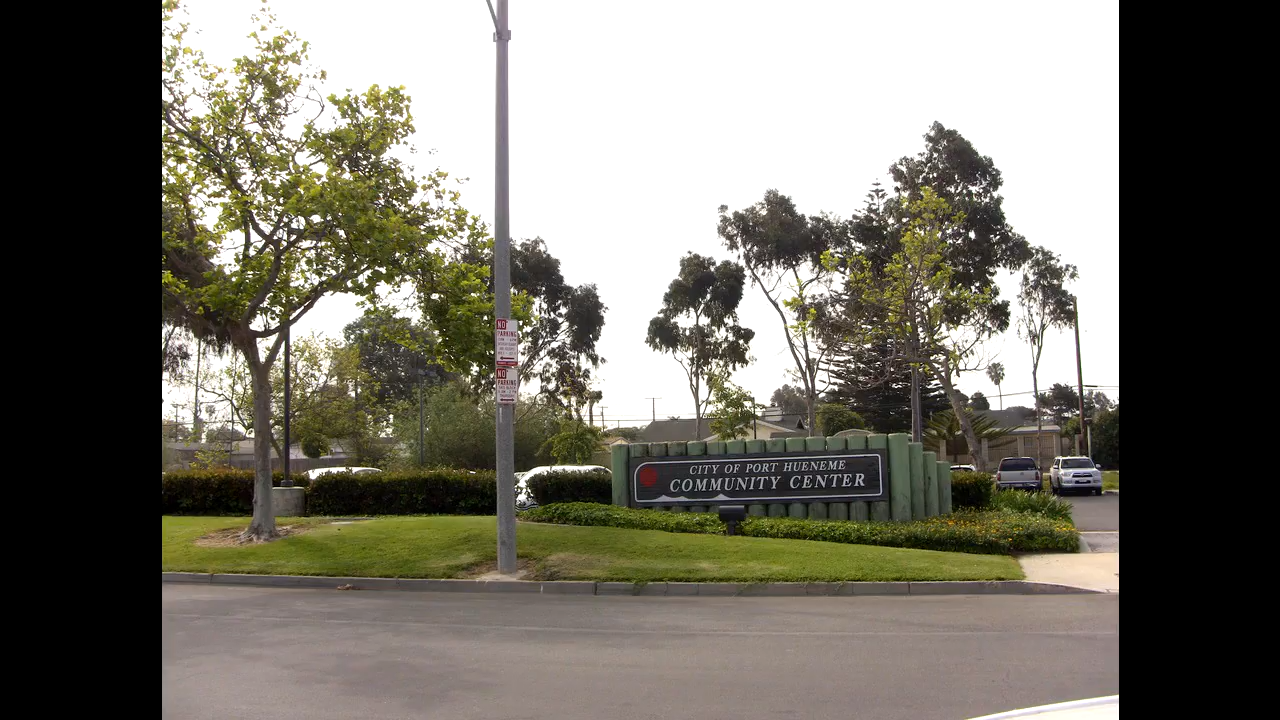 NO
PARKING
NO
PARKING
CITY OF PORT HUENEME
COMMUNITY CENTER